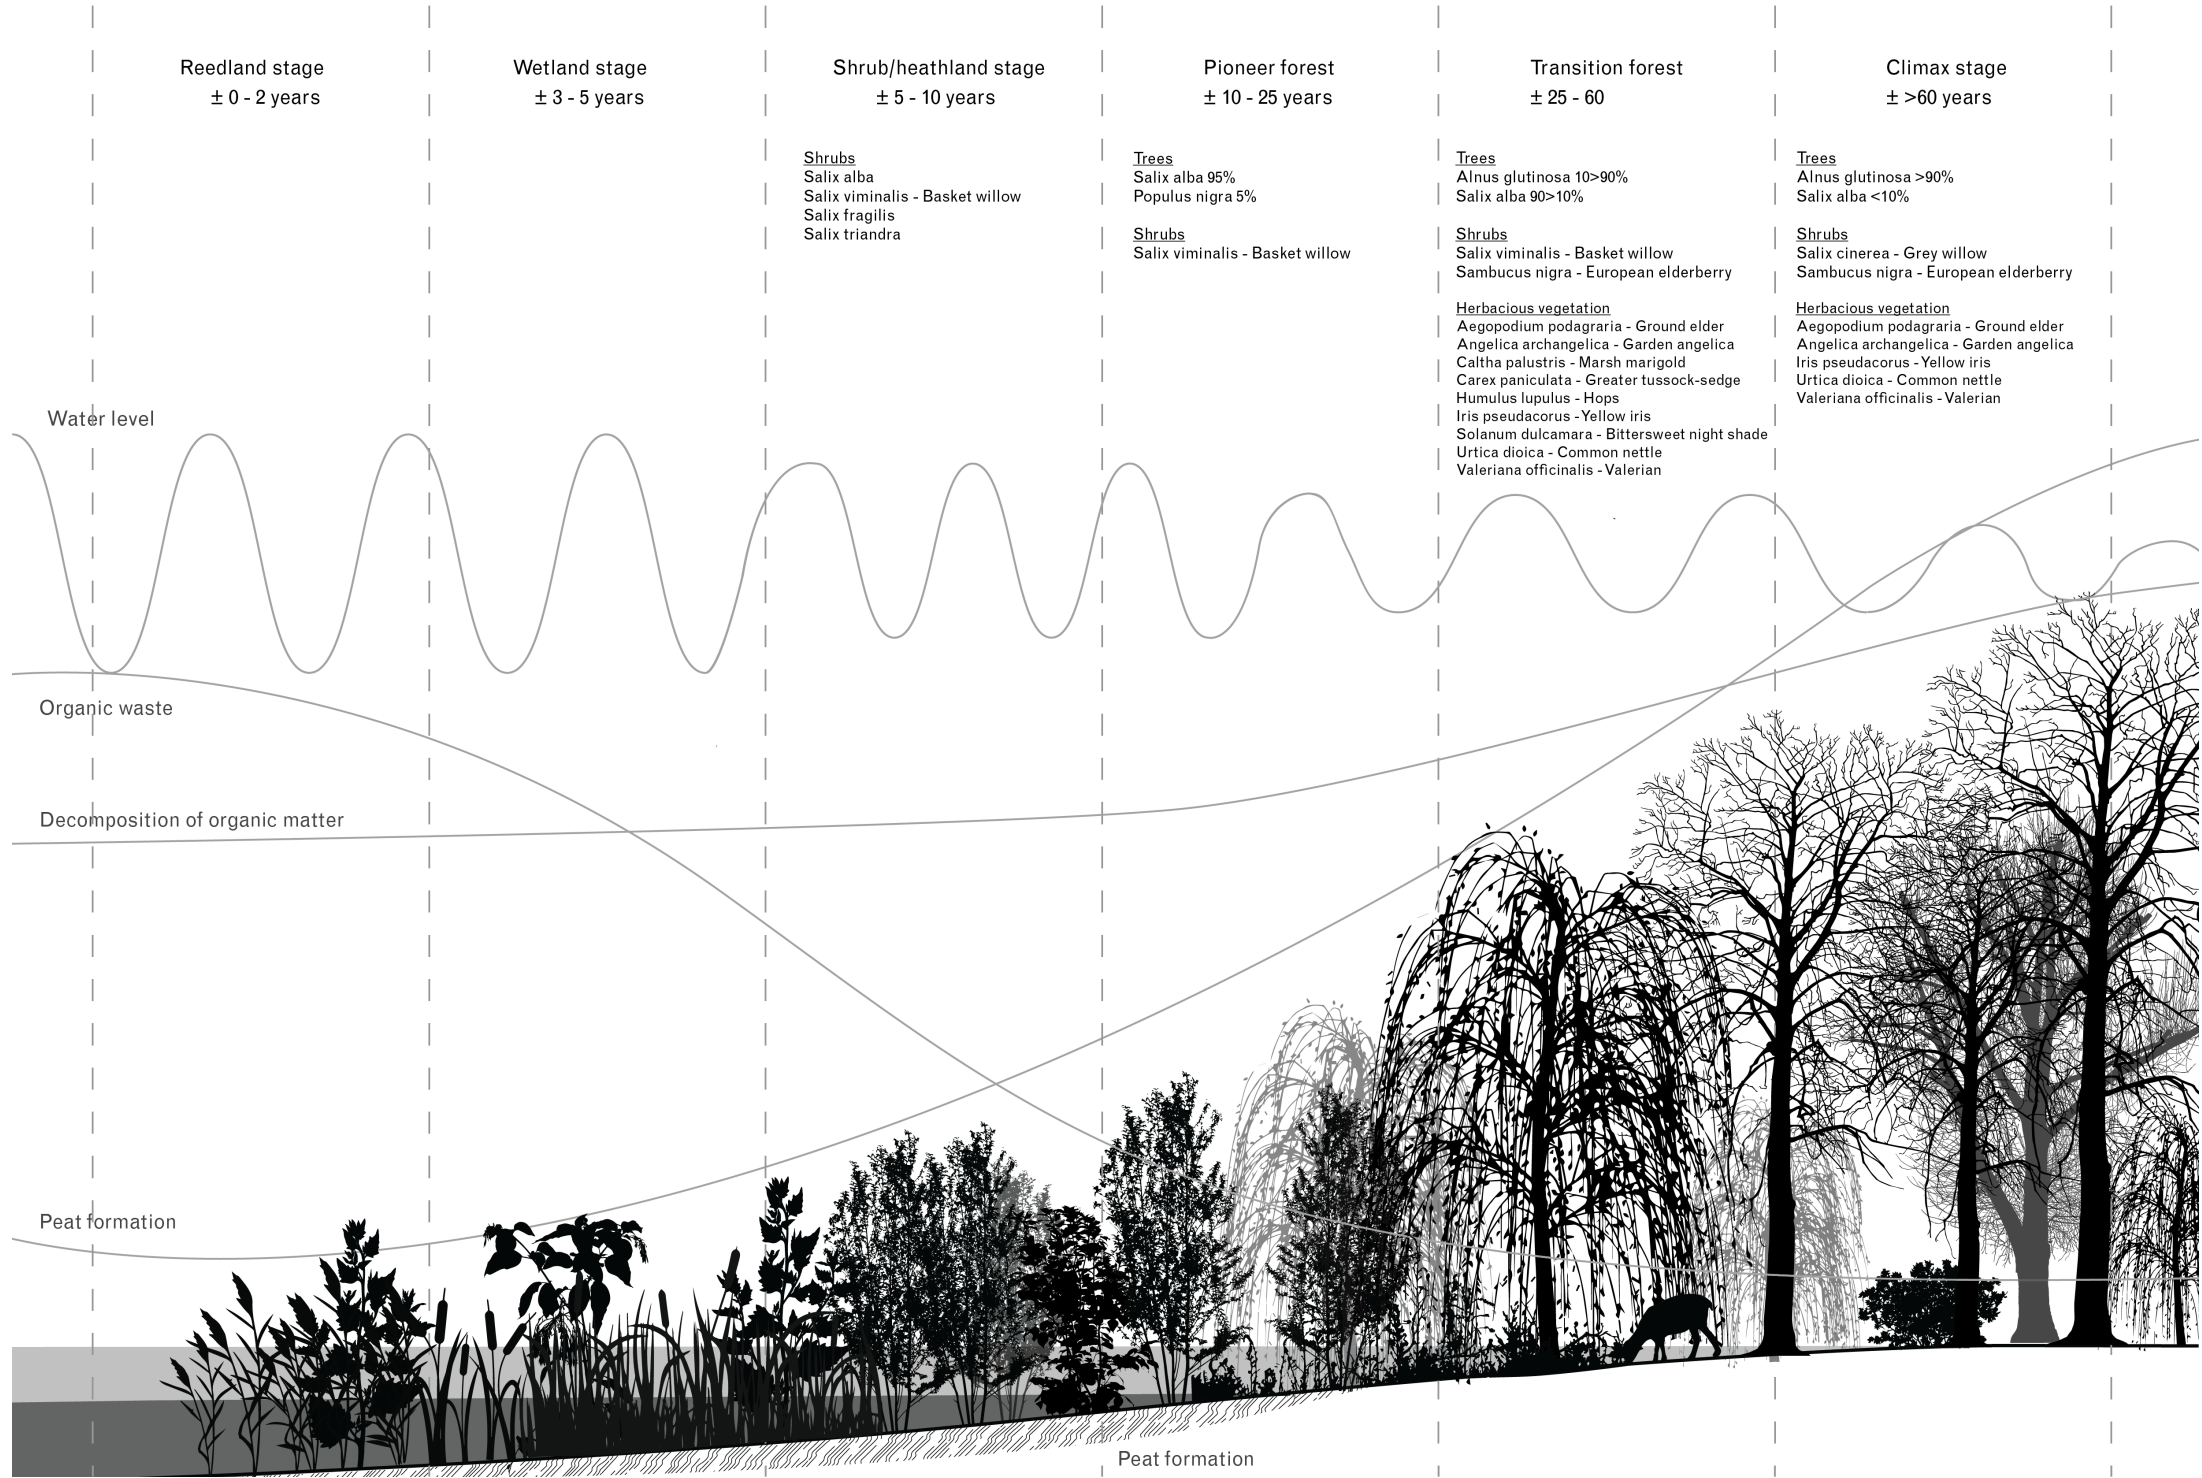 Reedland stage
± 0 - 2 years
Wetland stage
± 3 - 5 years
Shrub/heathland stage
± 5 - 10 years
Pioneer forest
± 10 - 25 years
Transition forest
± 25 - 60
Climax stage
± >60 years
Shrubs
Salix alba
Salix viminalis - Basket willow
Salix fragilis
Salix triandra
Trees
Salix alba 95%
Populus nigra 5%
Shrubs
Salix viminalis - Basket willow
Trees
Alnus glutinosa 10>90%
Salix alba 90>10%
Shrubs
Salix viminalis - Basket willow
Sambucus nigra - European elderberry
Herbacious vegetation
Aegopodium podagraria - Ground elder
Angelica archangelica - Garden angelica
Caltha palustris - Marsh marigold
Carex paniculata - Greater tussock-sedge
Humulus lupulus - Hops
Iris pseudacorus - Yellow iris
Solanum dulcamara - Bittersweet night shade
Urtica dioica - Common nettle
Valeriana officinalis - Valerian
Trees
Alnus glutinosa >90%
Salix alba <10%
Shrubs
Salix cinerea - Grey willow
Sambucus nigra - European elderberry
Herbacious vegetation
Aegopodium podagraria - Ground elder
Angelica archangelica - Garden angelica
Iris pseudacorus - Yellow iris
Urtica dioica - Common nettle
Valeriana officinalis - Valerian
Water level
Organic waste
Decomposition of organic matter
Peat formation
Peat formation